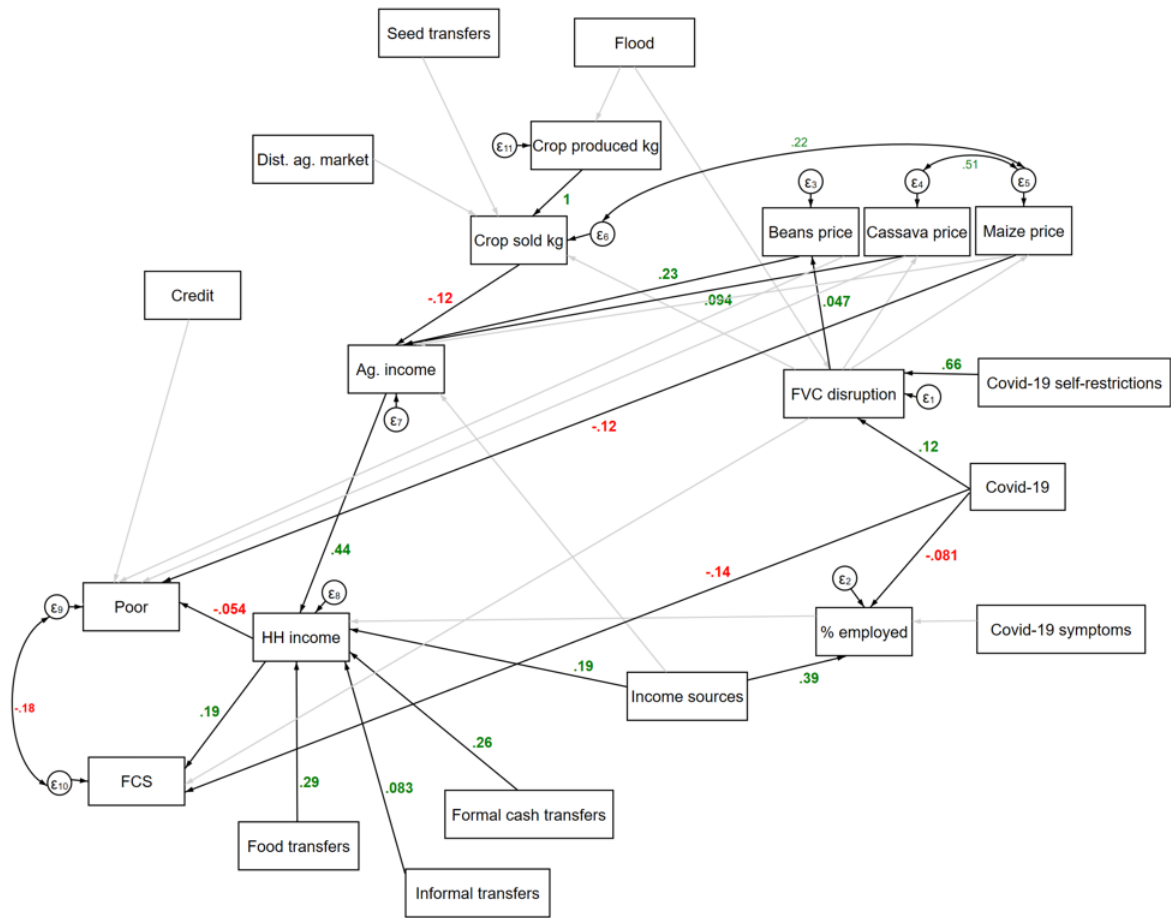 Seed transfers
Flood
ε11
Crop produced kg
Dist. ag. market
.22
.51
ε3
ε4
ε5
1
Crop sold kg
ε6
Beans price
Cassava price
Maize price
Credit
-.12
.23
.094
.047
Ag. income
ε7
FVC disruption
ε1
.66
Covid-19 self-restrictions
-.12
.12
Covid-19
.44
-.14
-.081
ε9
Poor
-.054
ε8
HH income
ε2
% employed
Covid-19 symptoms
.19
Income sources
.39
-.18
.19
ε10
FCS
.29
.083
.26
Formal cash transfers
Food transfers
Informal transfers